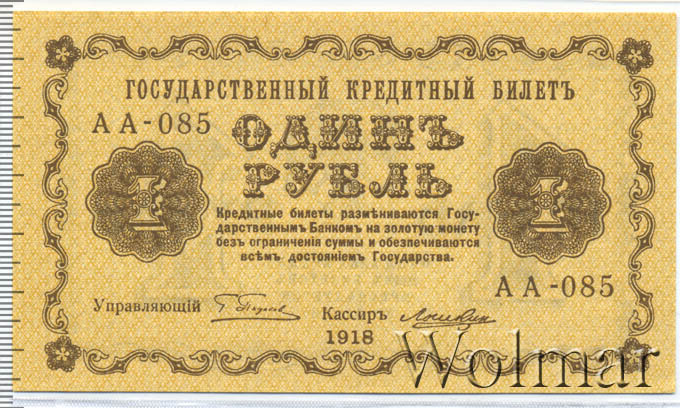 ГОСУДАРСТВЕННЫЙ КРЕДИТНЫЙ БИЛЕТЪ
АА-085
ОДИНЪ
РУБЛЬ
1
1
Кредитные билеты размѣниваются Госу-
дарственнымъ Банкомъ на золотую монету
безъ ограниченія суммы и обезпечиваются
всѣмъ достояніемъ Государства.
АА-085
Управляющій
Кассиръ
1918
Wolmar